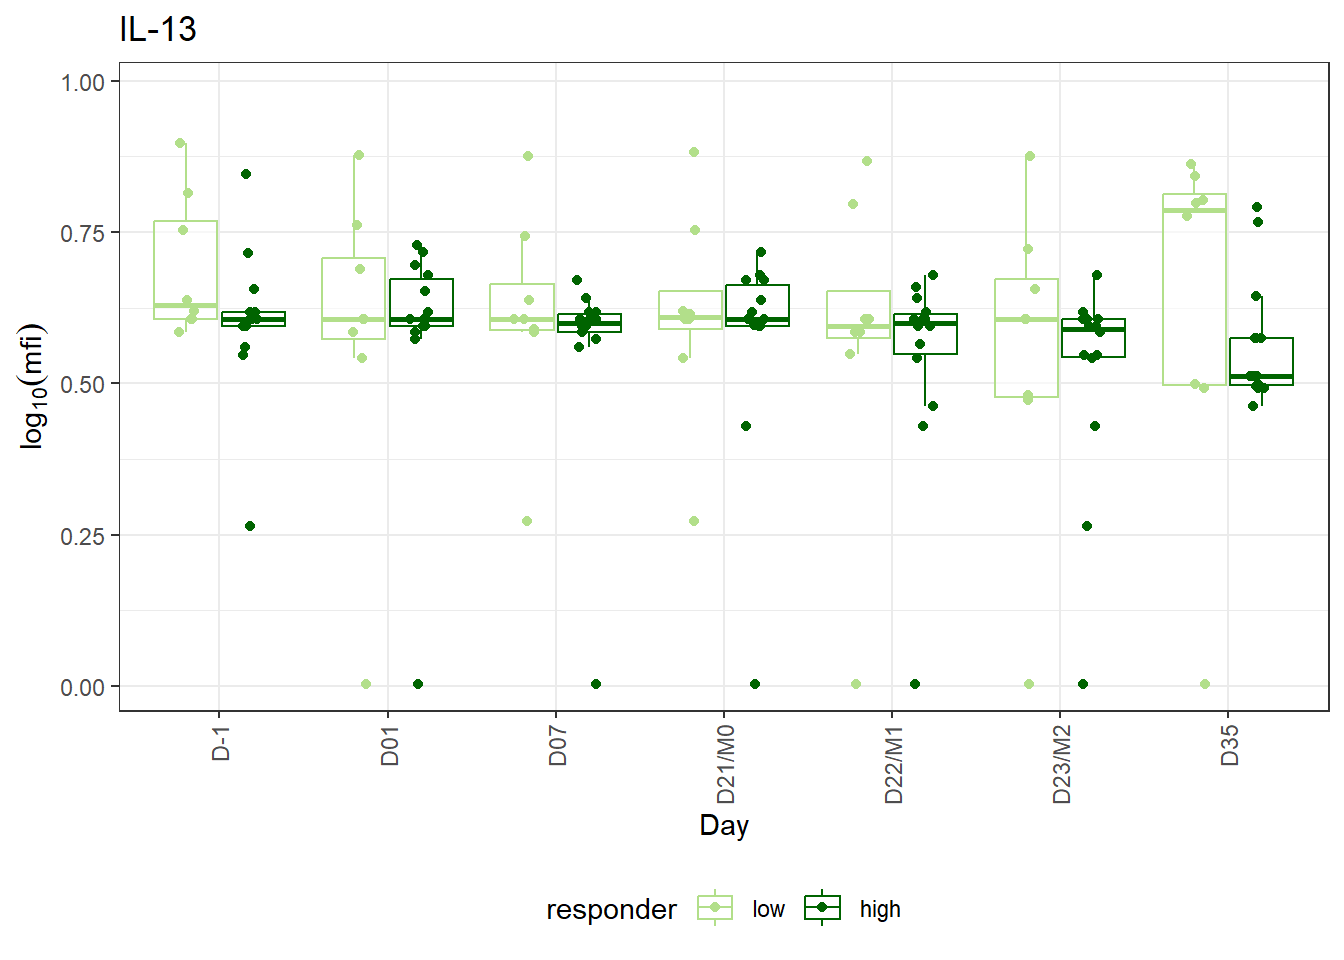 IL-13
1.00
0.75
0.50
0.25
0.00
log10(mfi)
D-1
D01
D07
D21/M0
D22/M1
D23/M2
D35
Day
responder low high